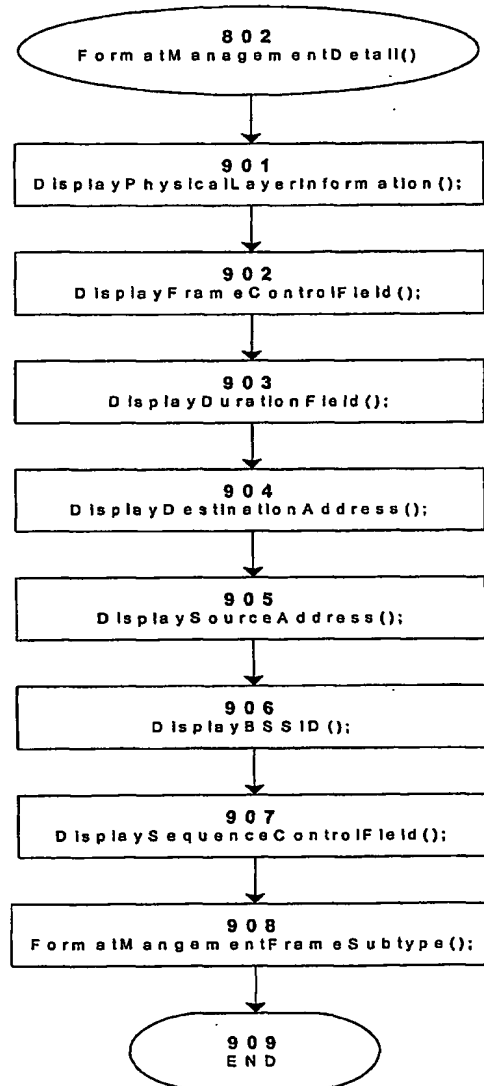 802
FormatManagementDetail()
901
DisplayPhysicalLayerInformation();
902
DisplayFrameControlField();
903
DisplayDurationField();
904
DisplayDestinationAddress();
905
DisplaySourceAddress();
906
DisplayBSSID();
907
DisplaySequenceControlField();
908
FormatMangementFrameSubtype();
909
END